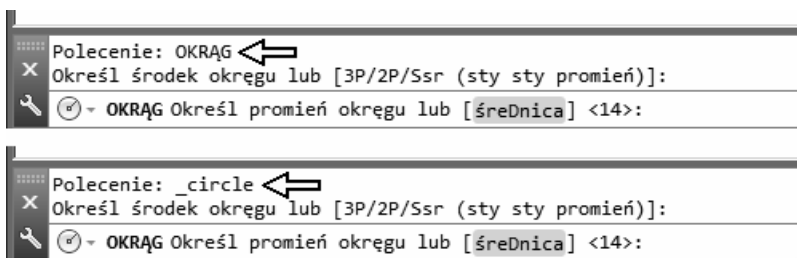 Polecenie: OKRĄG
Określ środek okręgu lub [3P/2P/Ssr (sty sty promień)]:
OKRĄG Określ promień okręgu lub [śreDnica] <14>:
Polecenie: _circle
Określ środek okręgu lub [3P/2P/Ssr (sty sty promień)]:
OKRĄG Określ promień okręgu lub [śreDnica] <14>: